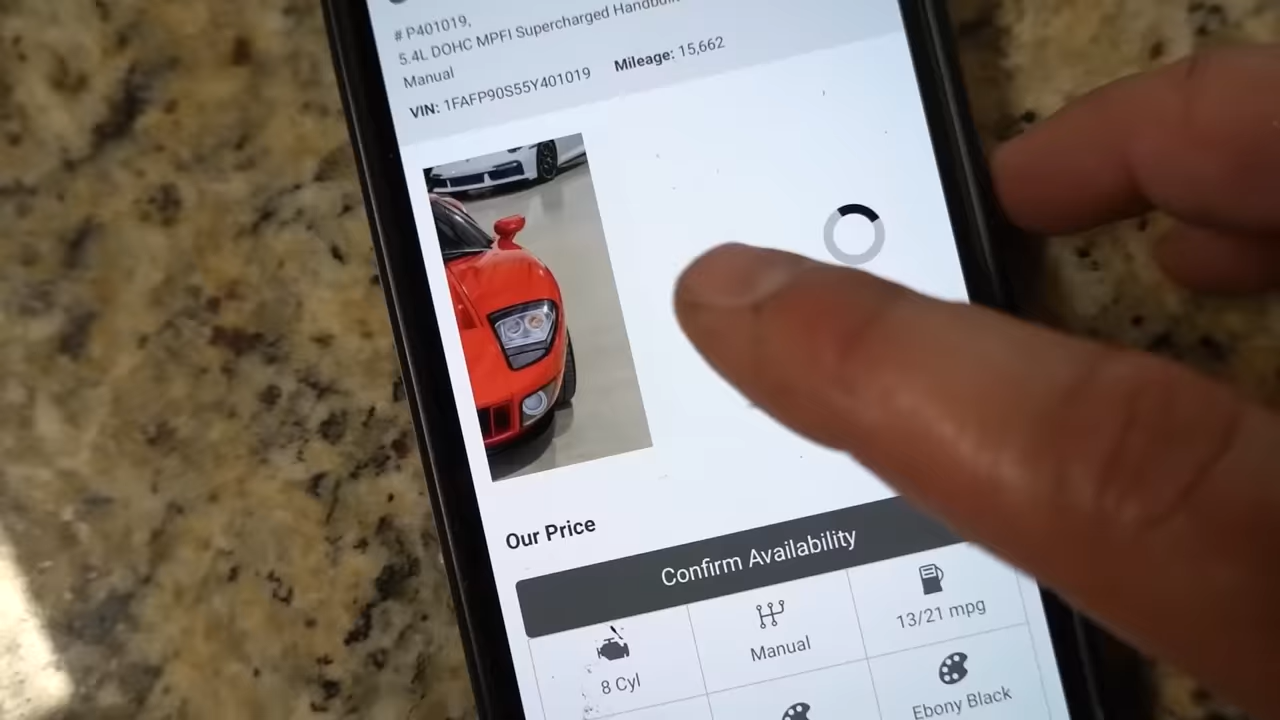 # P401019,
5.4L DOHC MPFI Supercharged
Manual
VIN: 1FAFP90S55Y401019 Mileage: 15,662
Our Price
Confirm Availability
8 Cyl
Manual
13/21 mpg
Ebony Black